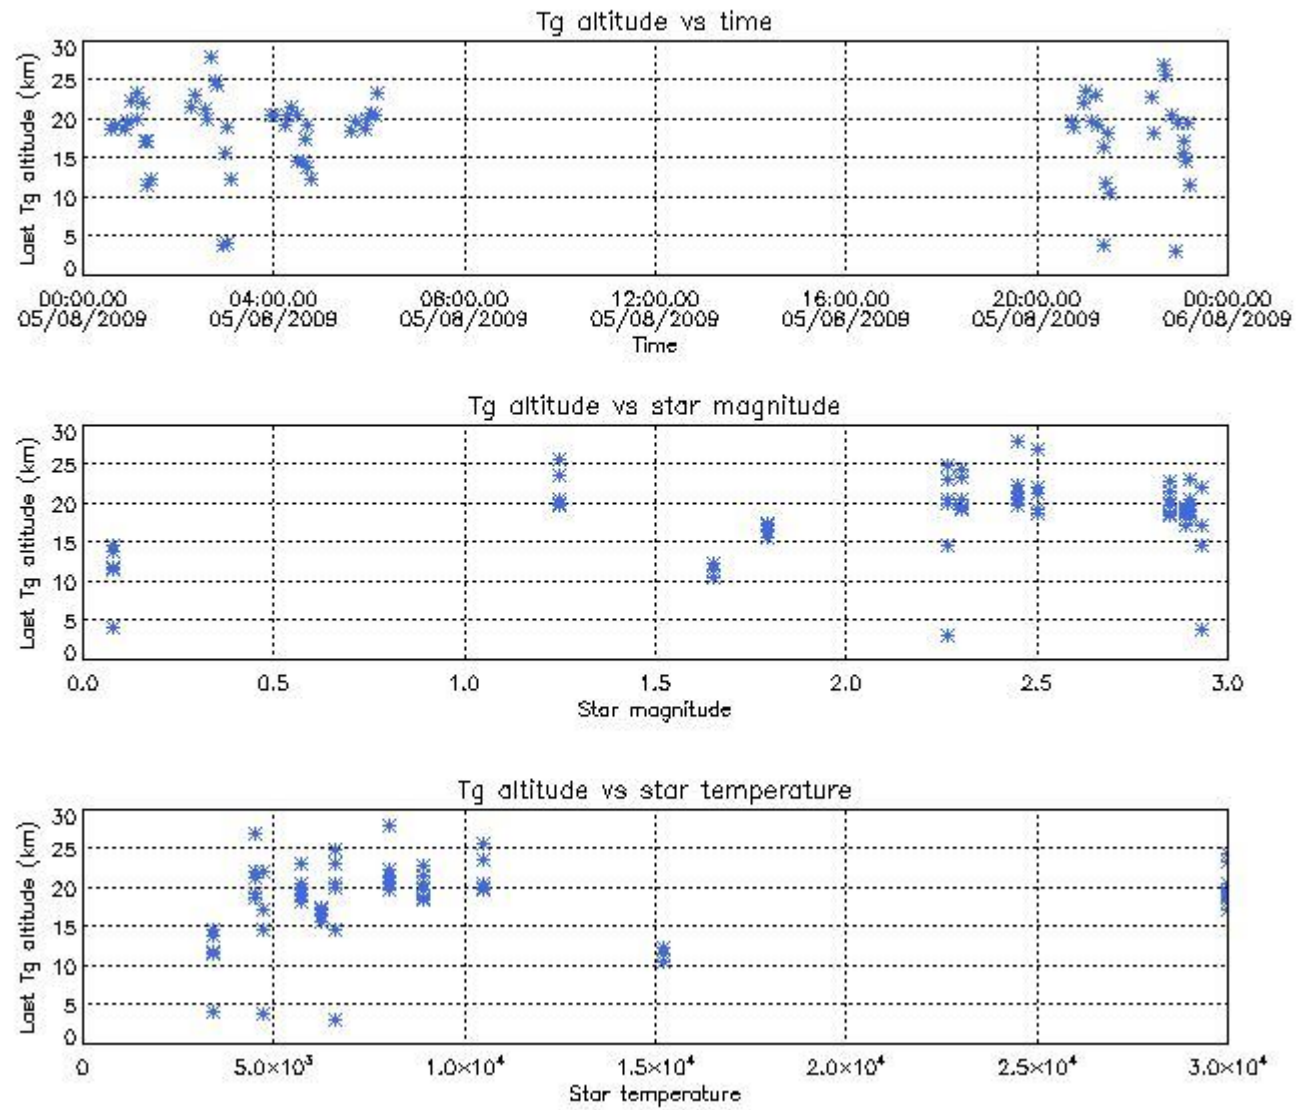 Tg altitude vs time
Last Tg altitude (km)
30
25
20
15
10
5
0
00:00.00 04:00.00 08:00.00 12:00.00 16:00.00 20:00.00 00:00.00
05/08/2009 05/08/2009 05/08/2009 05/08/2009 05/08/2009 05/08/2009 06/08/2009
Time
Tg altitude vs star magnitude
Last Tg altitude (km)
30
25
20
15
10
5
0
0.0 0.5 1.0 1.5 2.0 2.5 3.0
Star magnitude
Tg altitude vs star temperature
Last Tg altitude (km)
30
25
20
15
10
5
0
0 5.0×10³ 1.0×10⁴ 1.5×10⁴ 2.0×10⁴ 2.5×10⁴ 3.0×10⁴
Star temperature